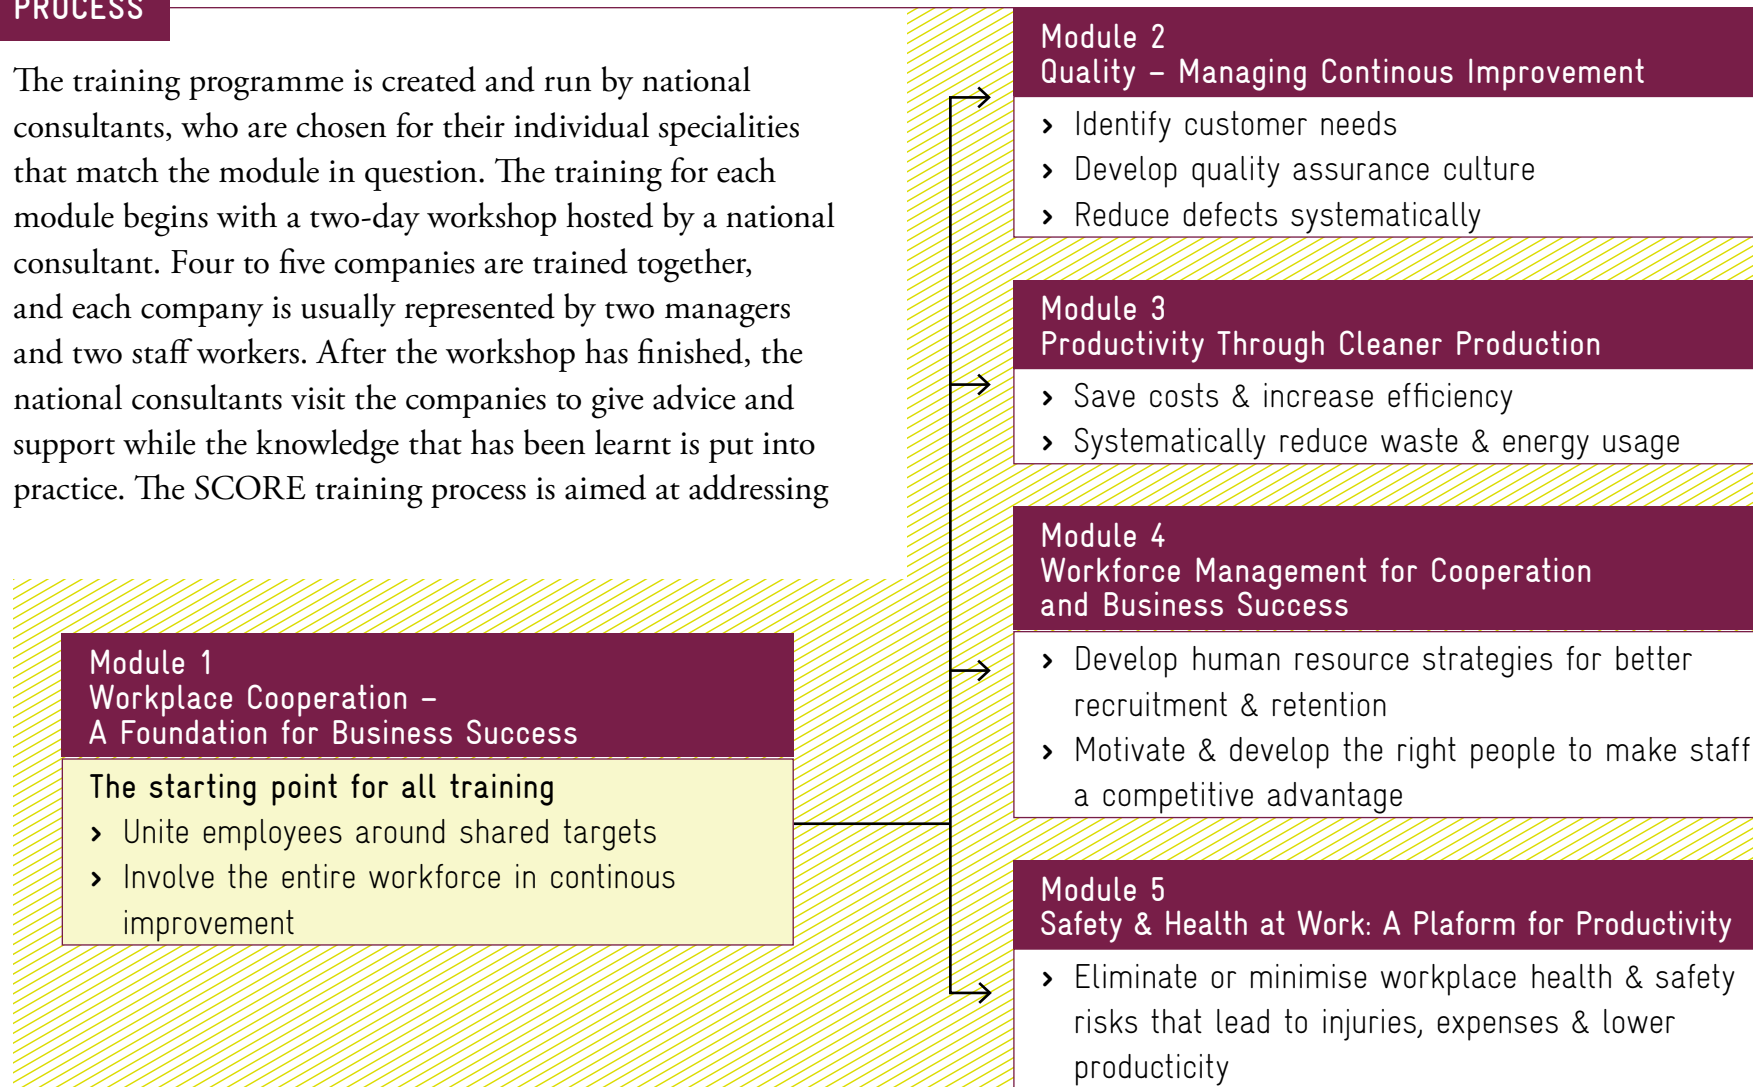 PROCESS
The training programme is created and run by national
consultants, who are chosen for their individual specialities
that match the module in question. The training for each
module begins with a two-day workshop hosted by a national
consultant. Four to five companies are trained together,
and each company is usually represented by two managers
and two staff workers. After the workshop has finished, the
national consultants visit the companies to give advice and
support while the knowledge that has been learnt is put into
practice. The SCORE training process is aimed at addressing
Module 1
Workplace Cooperation –
A Foundation for Business Success
The starting point for all training
› Unite employees around shared targets
› Involve the entire workforce in continous
improvement
Module 2
Quality – Managing Continous Improvement
› Identify customer needs
› Develop quality assurance culture
› Reduce defects systematically
Module 3
Productivity Through Cleaner Production
› Save costs & increase efficiency
› Systematically reduce waste & energy usage
Module 4
Workforce Management for Cooperation
and Business Success
› Develop human resource strategies for better
recruitment & retention
› Motivate & develop the right people to make staff
a competitive advantage
Module 5
Safety & Health at Work: A Plaform for Productivity
› Eliminate or minimise workplace health & safety
risks that lead to injuries, expenses & lower
producticity